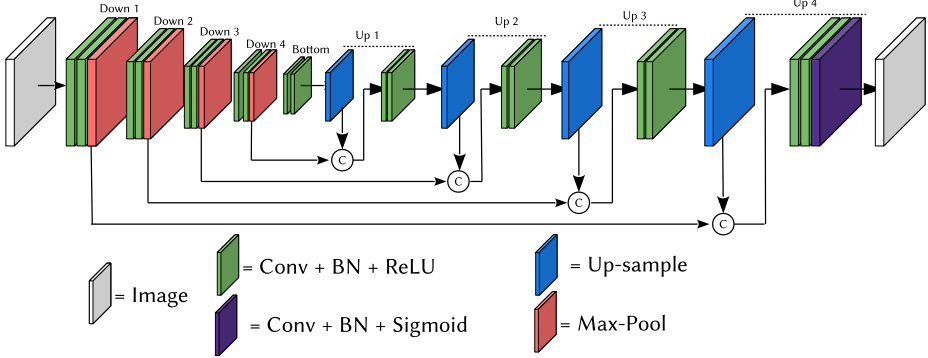 Down 1
Down 2
Down 3
Down 4
Bottom
Up 1
Up 2
Up 3
Up 4
C
C
C
C
= Image
= Conv + BN + ReLU
= Conv + BN + Sigmoid
= Up-sample
= Max-Pool